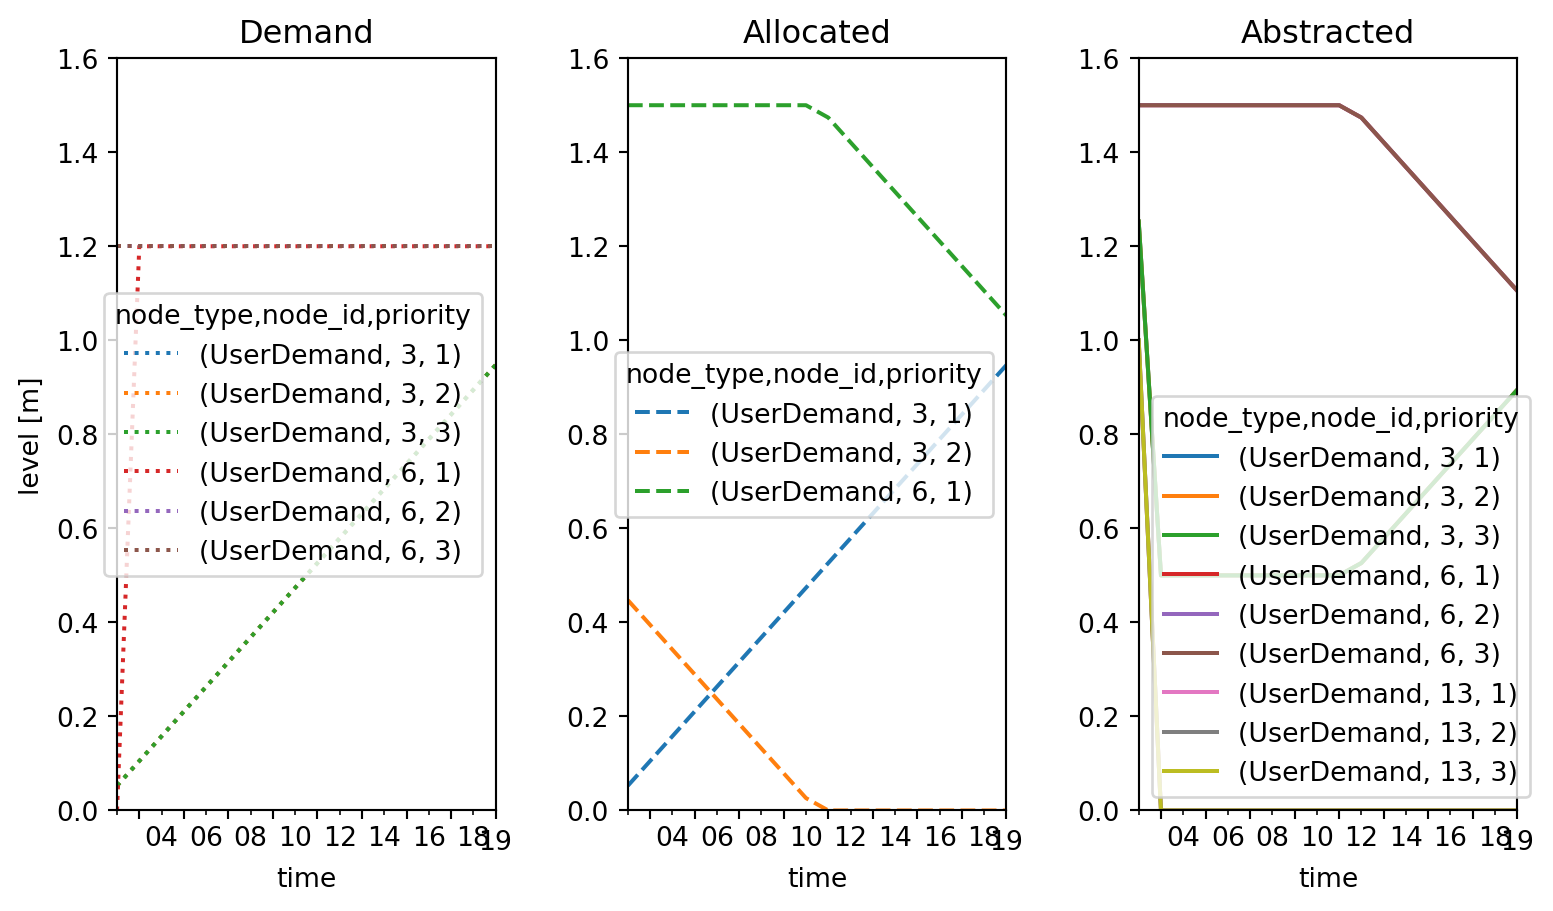 Demand
1.6
1.4
1.2
1.0
0.8
0.6
0.4
0.2
0.0
level [m]
node_type,node_id,priority
(UserDemand, 3, 1)
(UserDemand, 3, 2)
(UserDemand, 3, 3)
(UserDemand, 6, 1)
(UserDemand, 6, 2)
(UserDemand, 6, 3)
04 06 08 10 12 14 16 18 19
time
Allocated
1.6
1.4
1.2
1.0
0.8
0.6
0.4
0.2
0.0
node_type,node_id,priority
(UserDemand, 3, 1)
(UserDemand, 3, 2)
(UserDemand, 6, 1)
04 06 08 10 12 14 16 18 19
time
Abstracted
1.6
1.4
1.2
1.0
0.8
0.6
0.4
0.2
0.0
node_type,node_id,priority
(UserDemand, 3, 1)
(UserDemand, 3, 2)
(UserDemand, 3, 3)
(UserDemand, 6, 1)
(UserDemand, 6, 2)
(UserDemand, 6, 3)
(UserDemand, 13, 1)
(UserDemand, 13, 2)
(UserDemand, 13, 3)
04 06 08 10 12 14 16 18 19
time